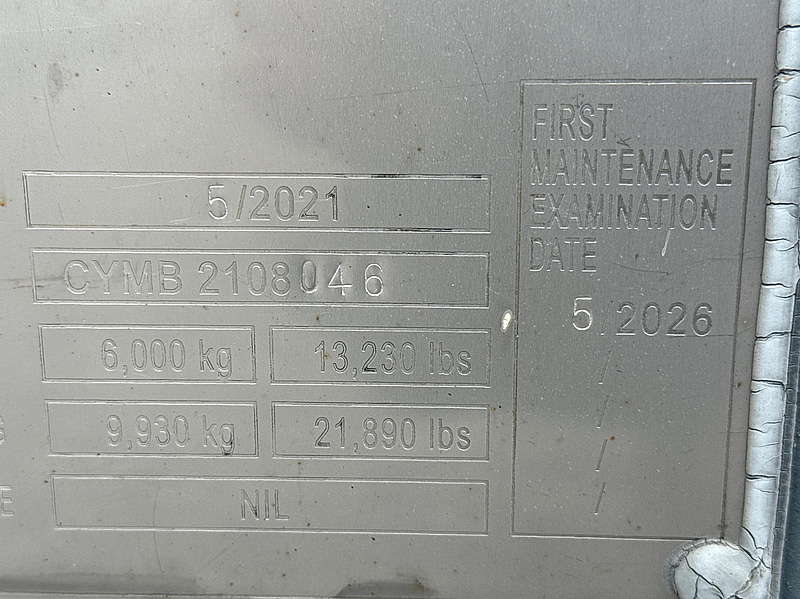 5/2021
CYMB 2108046
6,000 kg 13,230 lbs
G 9,930 kg 21,890 lbs
E NIL
FIRST
MAINTENANCE
EXAMINATION
DATE
5/2026
/
/
/
/